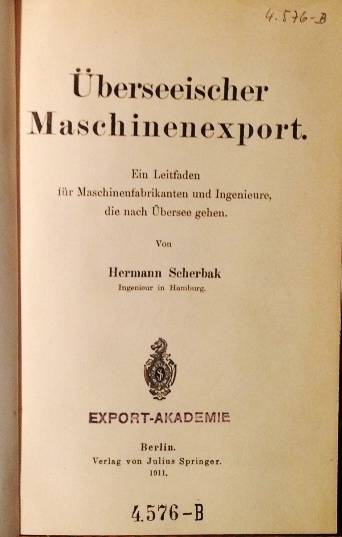 4.576-B
Überseeischer
Maschinenexport.
Ein Leitfaden
für Maschinenfabrikanten und Ingenieure,
die nach Übersee gehen.
Von
Hermann Scherbak
Ingenieur in Hamburg.
S
EXPORT-AKADEMIE
Berlin.
Verlag von Julius Springer.
1911.
4.576-B